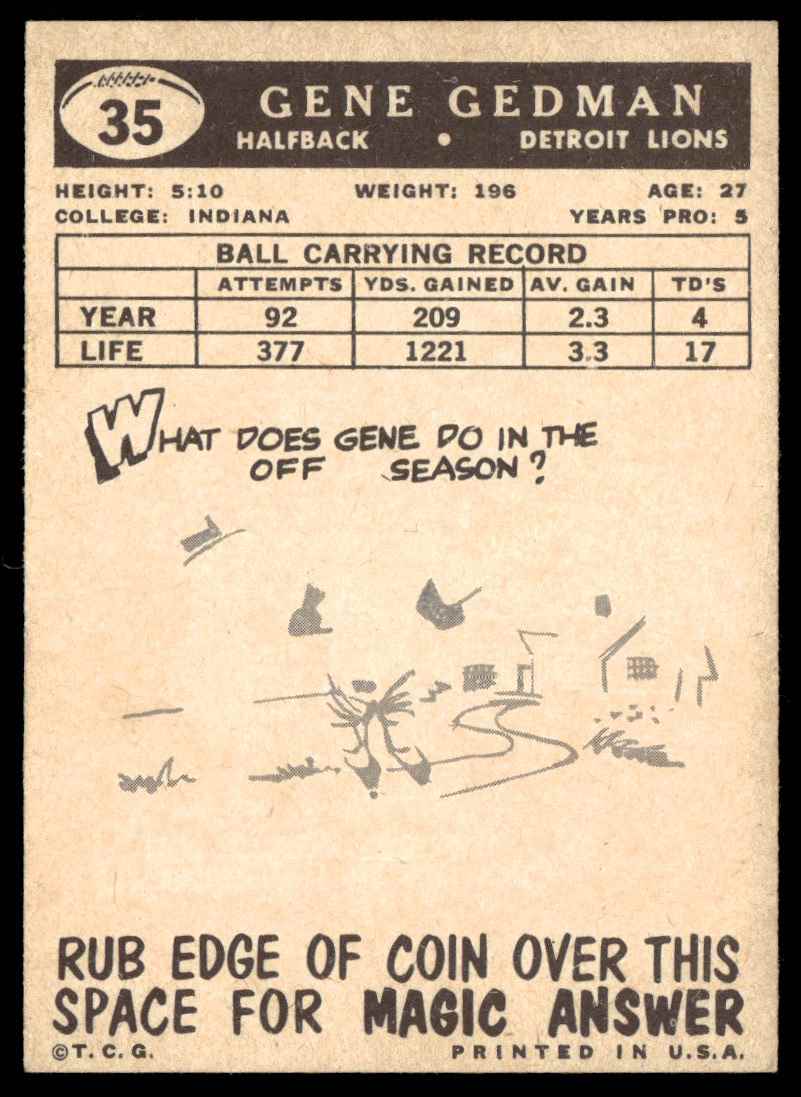 35
GENE GEDMAN
HALFBACK • DETROIT LIONS
HEIGHT: 5:10 WEIGHT: 196 AGE: 27
COLLEGE: INDIANA YEARS PRO: 5
BALL CARRYING RECORD
ATTEMPTS YDS. GAINED AV. GAIN TD'S
YEAR 92 209 2.3 4
LIFE 377 1221 3.3 17
WHAT DOES GENE DO IN THE
OFF SEASON?
RUB EDGE OF COIN OVER THIS
SPACE FOR MAGIC ANSWER
©T.C.G. PRINTED IN U.S.A.